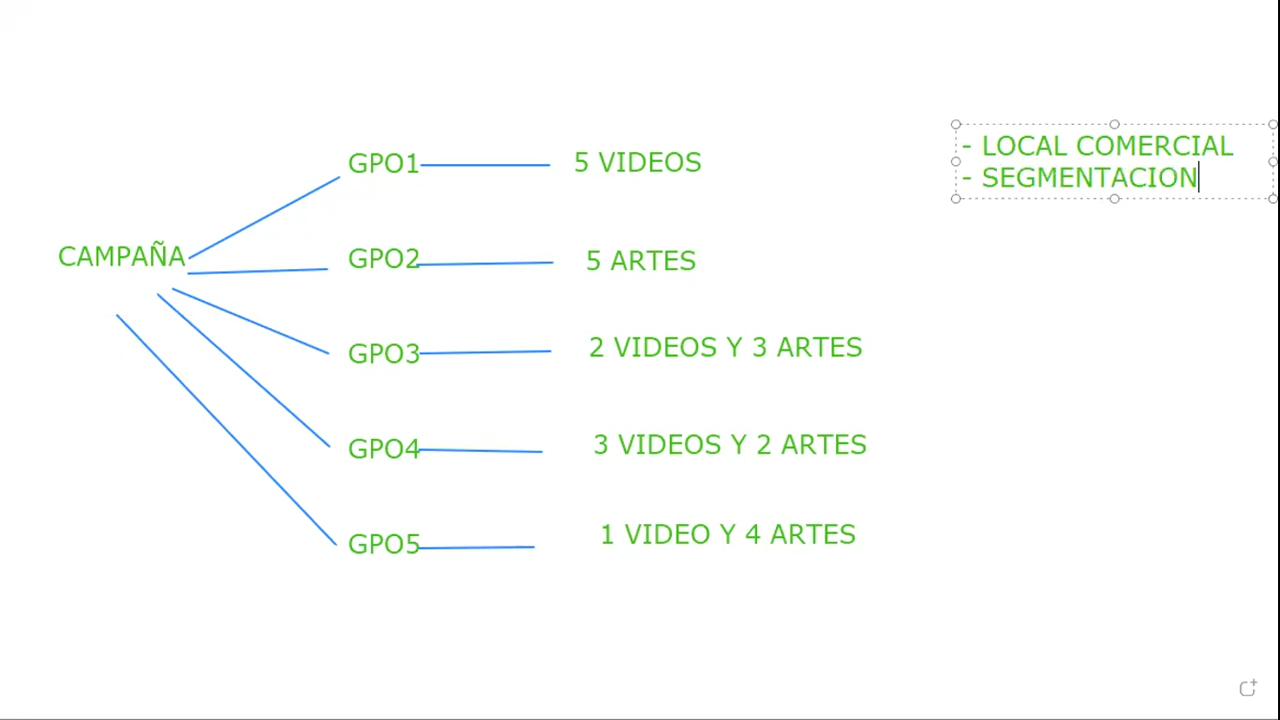 - LOCAL COMERCIAL
- SEGMENTACION
GPO1 5 VIDEOS
CAMPAÑA
GPO2 5 ARTES
GPO3 2 VIDEOS Y 3 ARTES
GPO4 3 VIDEOS Y 2 ARTES
GPO5 1 VIDEO Y 4 ARTES